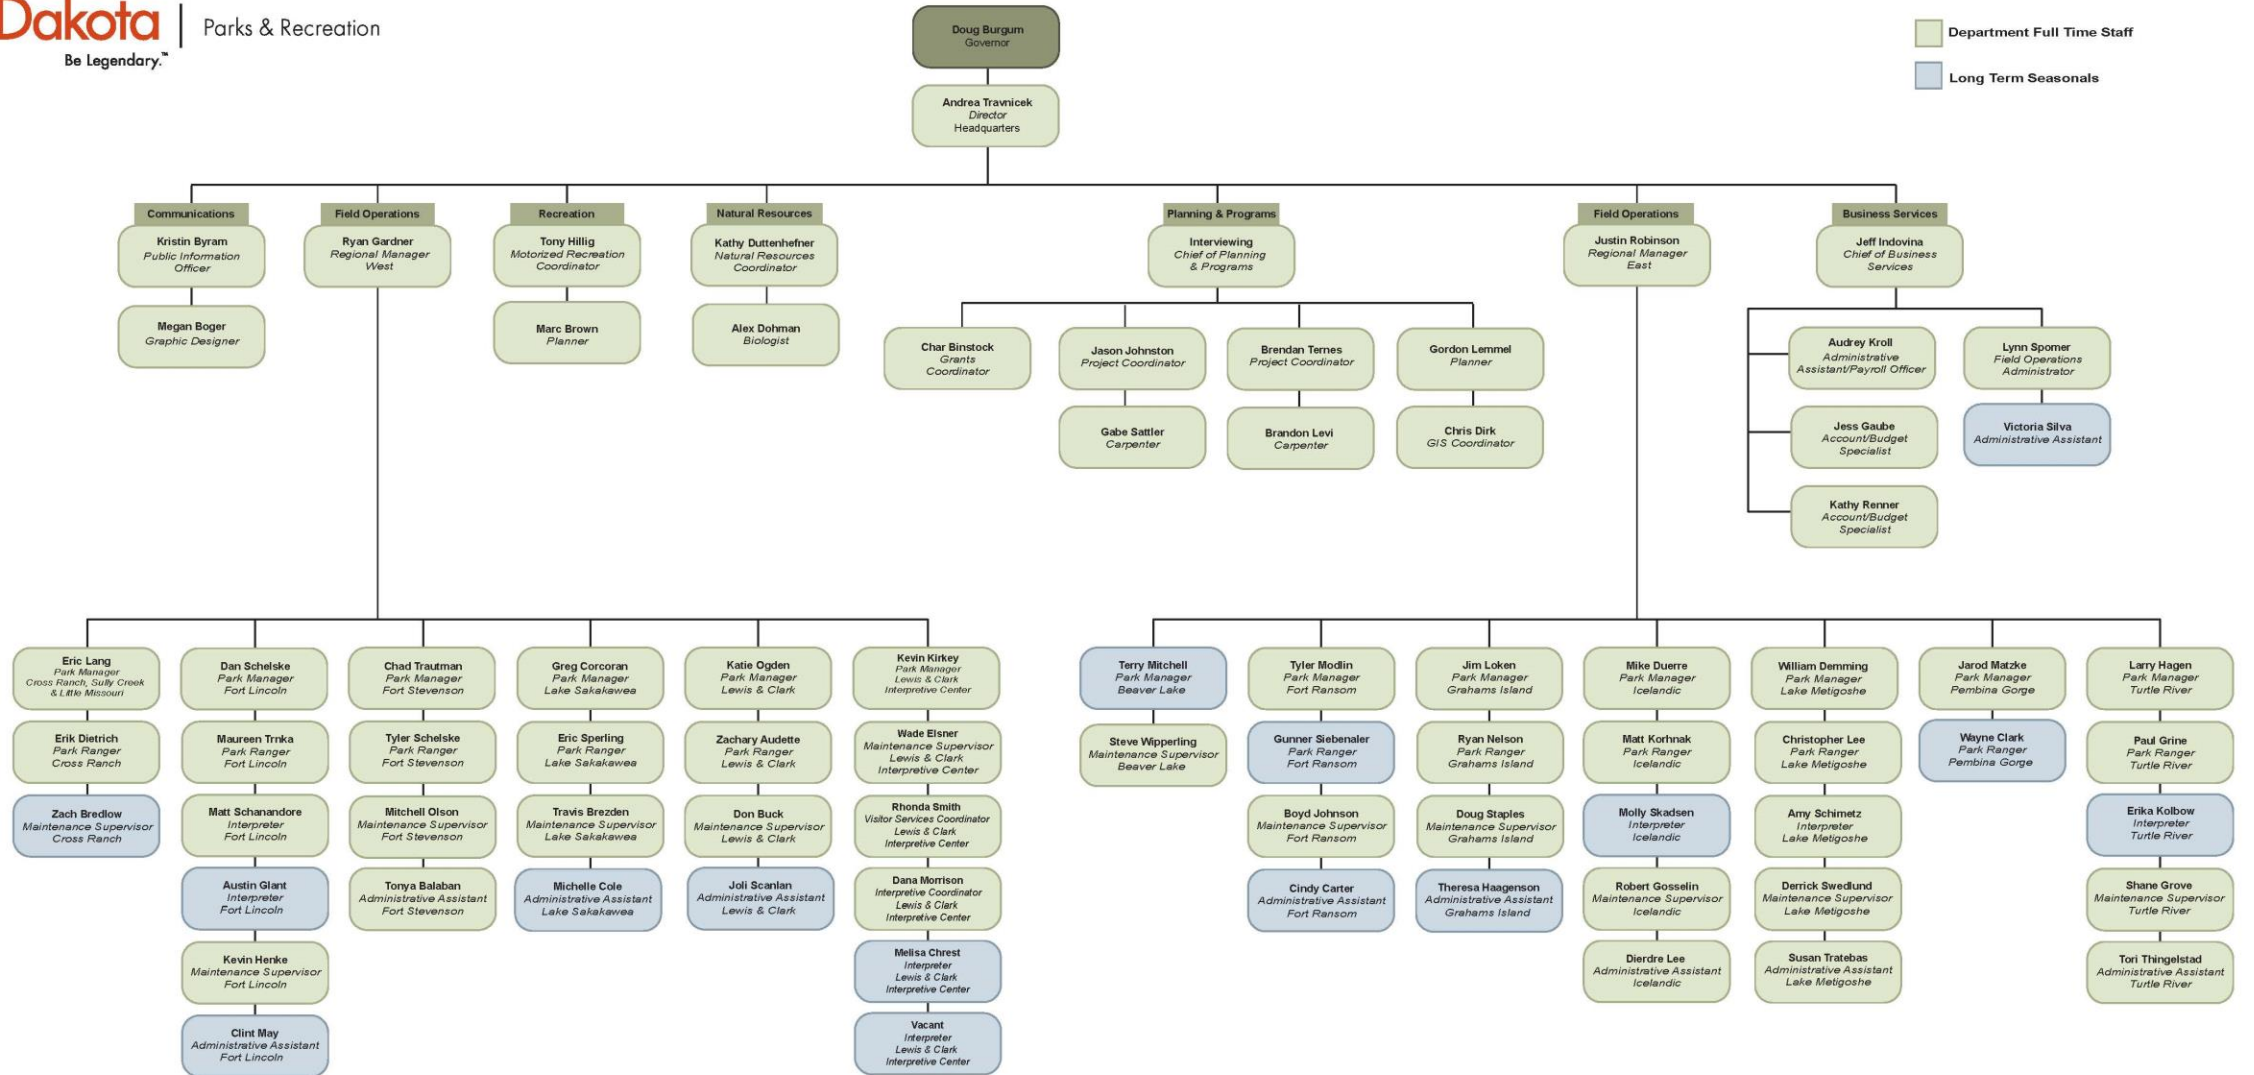 Dakota
Be Legendary.™
Parks & Recreation
Doug Burgum
Governor
Department Full Time Staff
Long Term Seasonals
Andrea Travnicek
Director
Headquarters
Communications
Kristin Byram
Public Information
Officer
Megan Boger
Graphic Designer
Field Operations
Ryan Gardner
Regional Manager
West
Recreation
Tony Hillig
Motorized Recreation
Coordinator
Marc Brown
Planner
Natural Resources
Kathy Duttenhefner
Natural Resources
Coordinator
Alex Dohman
Biologist
Planning & Programs
Interviewing
Chief of Planning
& Programs
Char Binstock
Grants
Coordinator
Jason Johnston
Project Coordinator
Gabe Sattler
Carpenter
Brendan Ternes
Project Coordinator
Brandon Levi
Carpenter
Gordon Lemmel
Planner
Chris Dirk
GIS Coordinator
Field Operations
Justin Robinson
Regional Manager
East
Business Services
Jeff Indovina
Chief of Business
Services
Audrey Kroll
Administrative
Assistant/Payroll Officer
Jess Gaube
Account/Budget
Specialist
Kathy Renner
Account/Budget
Specialist
Lynn Spomer
Field Operations
Administrator
Victoria Silva
Administrative Assistant
Eric Lang
Park Manager
Cross Ranch, Sully Creek
& Little Missouri
Erik Dietrich
Park Ranger
Cross Ranch
Zach Bredlow
Maintenance Supervisor
Cross Ranch
Dan Schelske
Park Manager
Fort Lincoln
Maureen Trnka
Park Ranger
Fort Lincoln
Matt Schanandore
Interpreter
Fort Lincoln
Austin Glant
Interpreter
Fort Lincoln
Kevin Henke
Maintenance Supervisor
Fort Lincoln
Clint May
Administrative Assistant
Fort Lincoln
Chad Trautman
Park Manager
Fort Stevenson
Tyler Schelske
Park Ranger
Fort Stevenson
Mitchell Olson
Maintenance Supervisor
Fort Stevenson
Tonya Balaban
Administrative Assistant
Fort Stevenson
Greg Corcoran
Park Manager
Lake Sakakawea
Eric Sperling
Park Ranger
Lake Sakakawea
Travis Brezden
Maintenance Supervisor
Lake Sakakawea
Michelle Cole
Administrative Assistant
Lake Sakakawea
Katie Ogden
Park Manager
Lewis & Clark
Zachary Audette
Park Ranger
Lewis & Clark
Don Buck
Maintenance Supervisor
Lewis & Clark
Joli Scanlan
Administrative Assistant
Lewis & Clark
Kevin Kirkey
Park Manager
Lewis & Clark
Interpretive Center
Wade Elsner
Maintenance Supervisor
Lewis & Clark
Interpretive Center
Rhonda Smith
Visitor Services Coordinator
Lewis & Clark
Interpretive Center
Dana Morrison
Interpretive Coordinator
Lewis & Clark
Interpretive Center
Melisa Chrest
Interpreter
Lewis & Clark
Interpretive Center
Vacant
Interpreter
Lewis & Clark
Interpretive Center
Terry Mitchell
Park Manager
Beaver Lake
Steve Wipperling
Maintenance Supervisor
Beaver Lake
Tyler Modlin
Park Manager
Fort Ransom
Gunner Siebenaler
Park Ranger
Fort Ransom
Boyd Johnson
Maintenance Supervisor
Fort Ransom
Cindy Carter
Administrative Assistant
Fort Ransom
Jim Loken
Park Manager
Grahams Island
Ryan Nelson
Park Ranger
Grahams Island
Doug Staples
Maintenance Supervisor
Grahams Island
Theresa Haagenson
Administrative Assistant
Grahams Island
Mike Duerre
Park Manager
Icelandic
Matt Korhnak
Park Ranger
Icelandic
Molly Skadsen
Interpreter
Icelandic
Robert Gosselin
Maintenance Supervisor
Icelandic
Dierdre Lee
Administrative Assistant
Icelandic
William Demming
Park Manager
Lake Metigoshe
Christopher Lee
Park Ranger
Lake Metigoshe
Amy Schimetz
Interpreter
Lake Metigoshe
Derrick Swedlund
Maintenance Supervisor
Lake Metigoshe
Susan Tratebas
Administrative Assistant
Lake Metigoshe
Jarod Matzke
Park Manager
Pembina Gorge
Wayne Clark
Park Ranger
Pembina Gorge
Larry Hagen
Park Manager
Turtle River
Paul Grine
Park Ranger
Turtle River
Erika Kolbow
Interpreter
Turtle River
Shane Grove
Maintenance Supervisor
Turtle River
Tori Thingelstad
Administrative Assistant
Turtle River